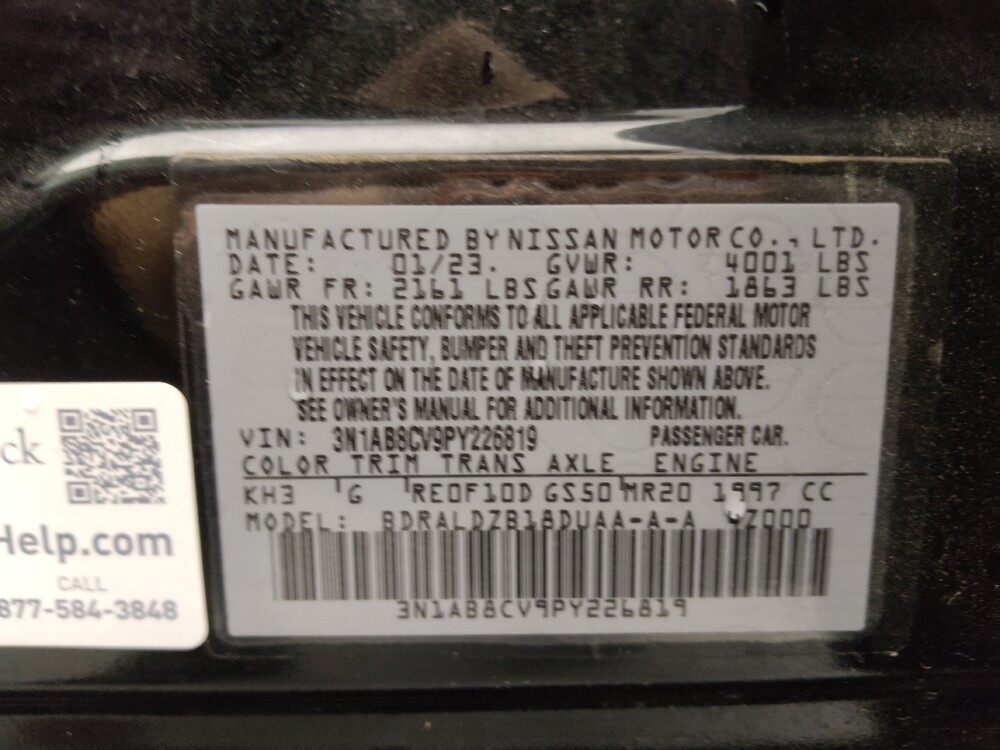 MANUFACTURED BY NISSAN MOTOR CO., LTD.
DATE: 01/23. GVWR: 4001 LBS
GAWR FR: 2161 LBS GAWR RR: 1863 LBS
THIS VEHICLE CONFORMS TO ALL APPLICABLE FEDERAL MOTOR
VEHICLE SAFETY, BUMPER AND THEFT PREVENTION STANDARDS
IN EFFECT ON THE DATE OF MANUFACTURE SHOWN ABOVE.
SEE OWNER'S MANUAL FOR ADDITIONAL INFORMATION.
VIN: 3N1AB8CV9PY226819 PASSENGER CAR.
COLOR TRIM TRANS AXLE ENGINE
KH3 G RE0F10D GS50 MR20 1997 CC
MODEL: BDRALDZB18DUAA-A-A
3N1AB8CV9PY226819
ck
Help.com
CALL
877-584-3848